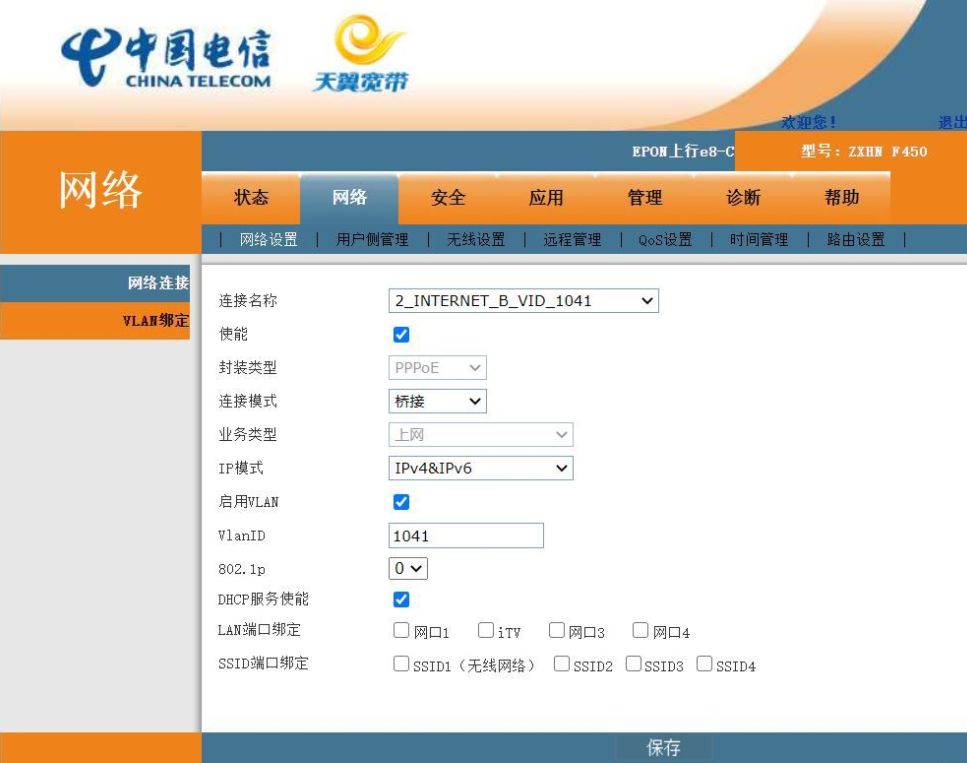 中国电信
CHINA TELECOM
天翼宽带
欢迎您! 退出
EPON上行e8-C 型号: ZXHN F450
网络
状态 网络 安全 应用 管理 诊断 帮助
| 网络设置 | 用户侧管理 | 无线设置 | 远程管理 | QoS设置 | 时间管理 | 路由设置 |
网络连接
VLAN绑定
连接名称 2_INTERNET_B_VID_1041
使能
封装类型 PPPoE
连接模式 桥接
业务类型 上网
IP模式 IPv4&IPv6
启用VLAN
VlanID 1041
802.1p 0
DHCP服务使能
LAN端口绑定 网口1 iTV 网口3 网口4
SSID端口绑定 SSID1（无线网络） SSID2 SSID3 SSID4
保存